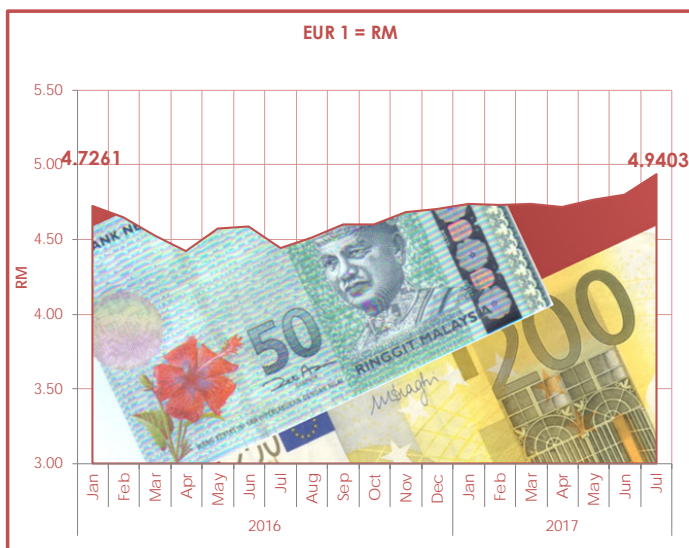 EUR 1 = RM
5.50
5.00
4.50
4.00
3.50
3.00
RM
4.7261
4.9403
BANK NE
50
RINGGIT MALAYSIA
200
Jan
Feb
Mar
Apr
May
Jun
Jul
Aug
Sep
Oct
Nov
Dec
Jan
Feb
Mar
Apr
May
Jun
Jul
2016
2017